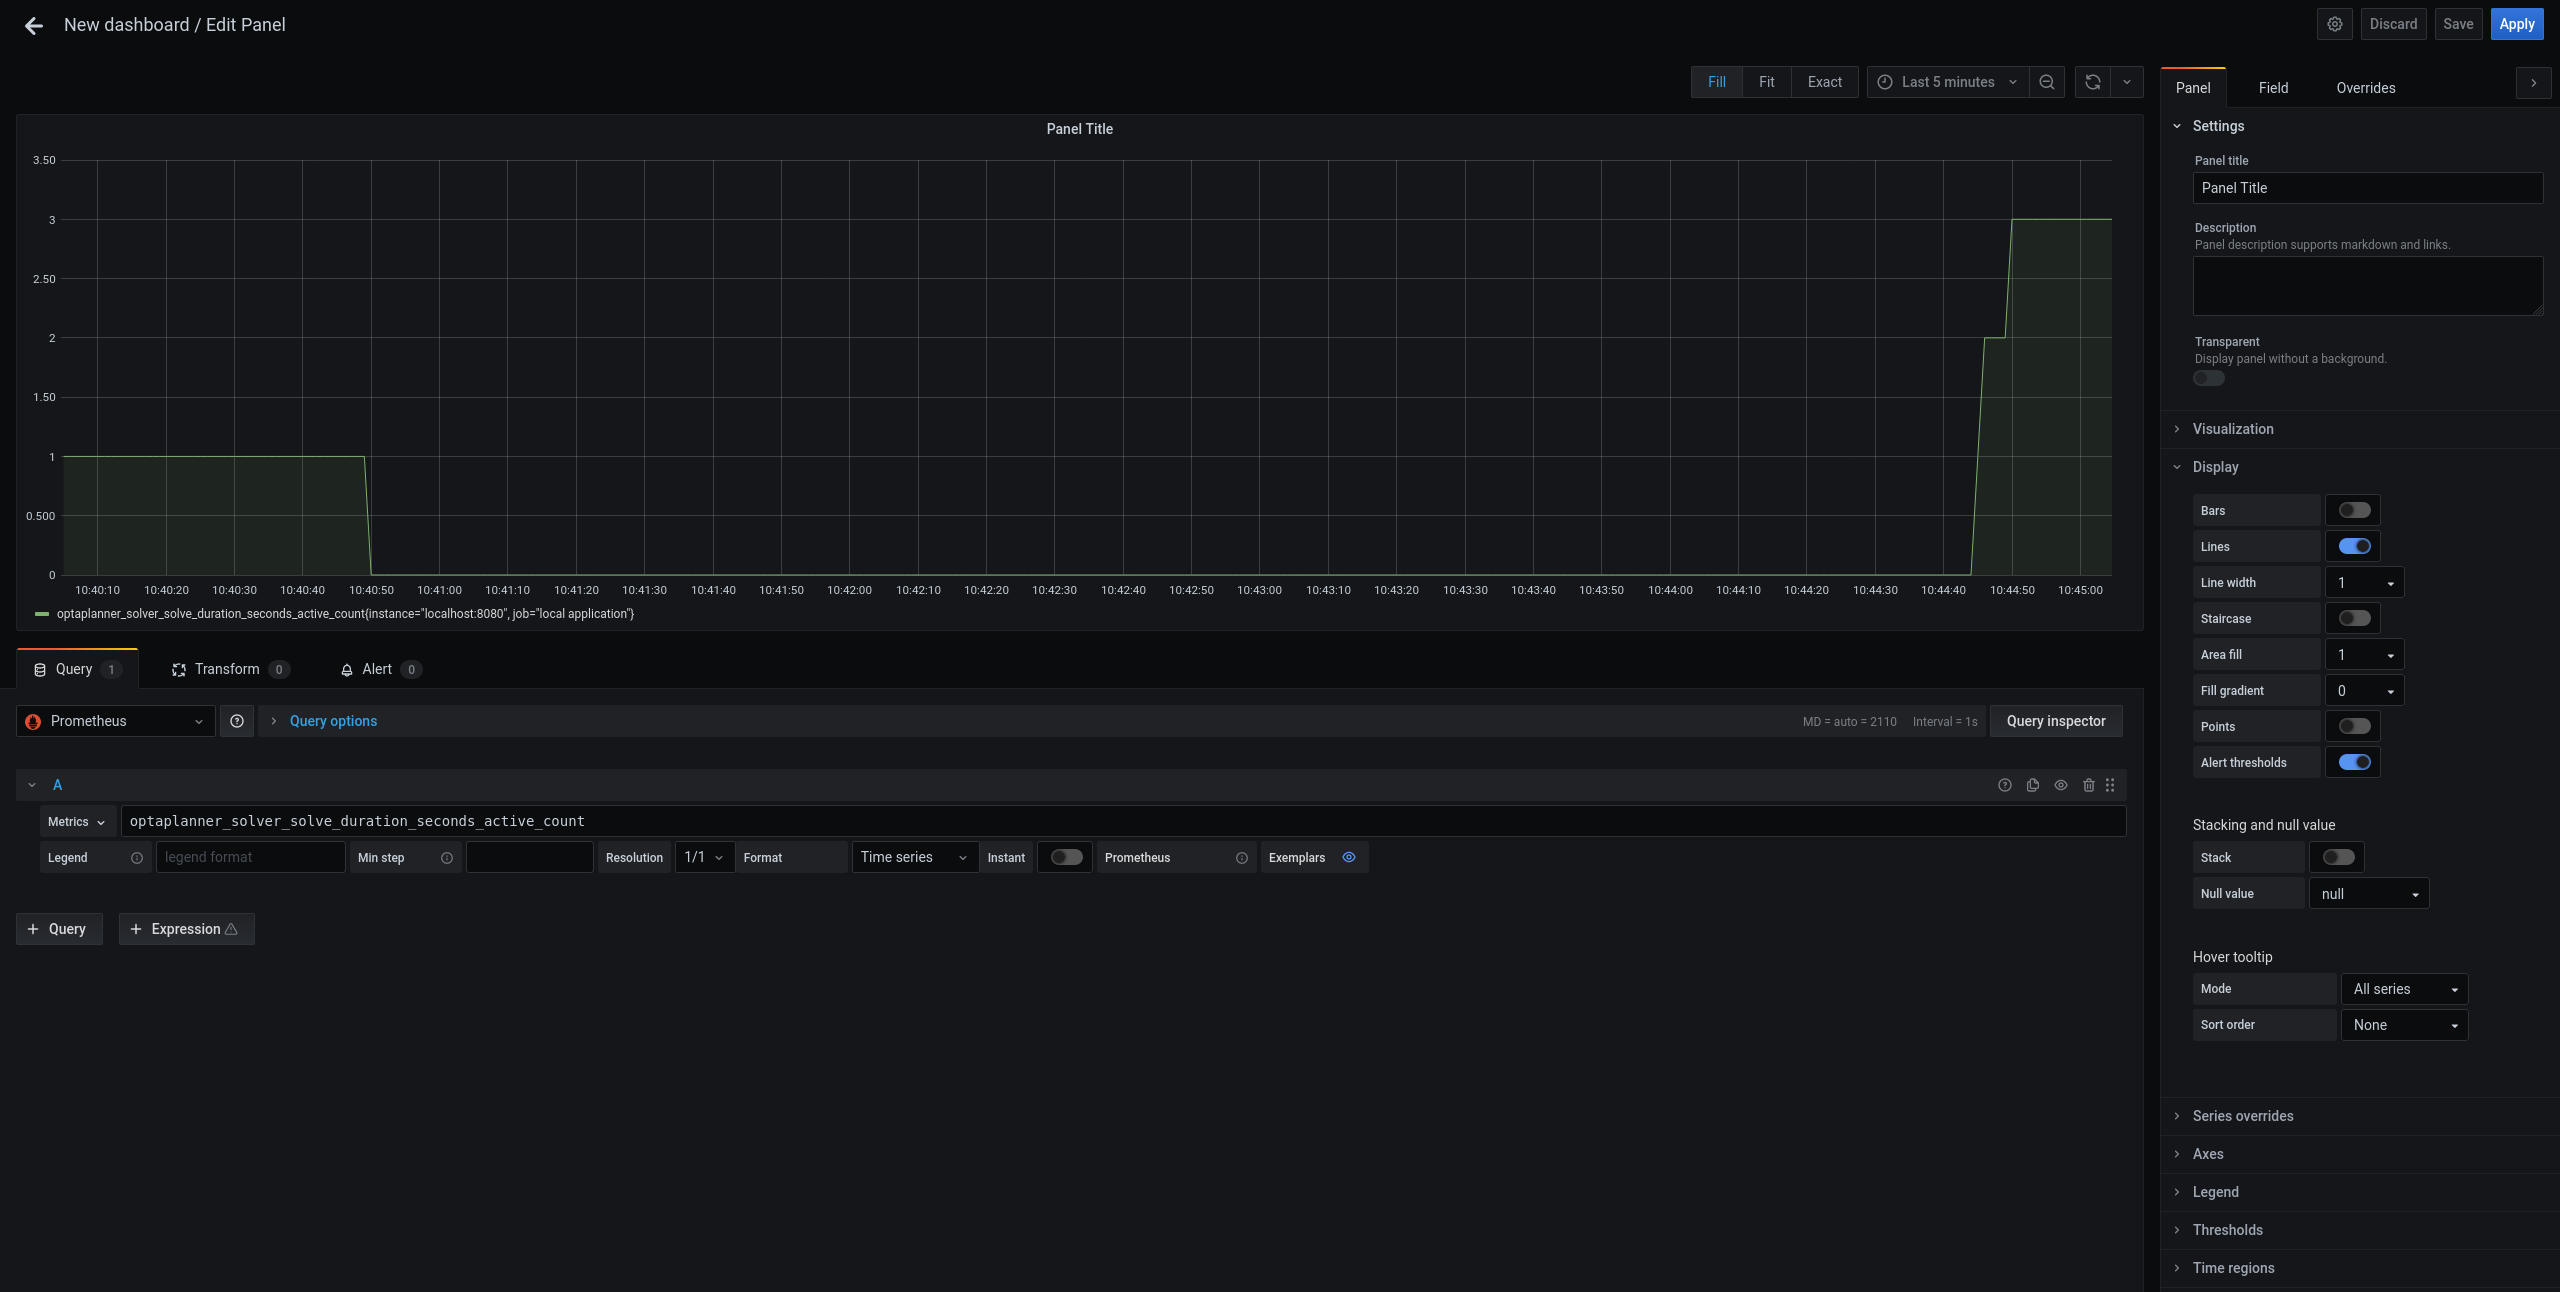 New dashboard / Edit Panel
Discard
Save
Apply
Fill
Fit
Exact
Last 5 minutes
Panel Title
3.50
3
2.50
2
1.50
1
0.500
0
10:40:10 10:40:20 10:40:30 10:40:40 10:40:50 10:41:00 10:41:10 10:41:20 10:41:30 10:41:40 10:41:50 10:42:00 10:42:10 10:42:20 10:42:30 10:42:40 10:42:50 10:43:00 10:43:10 10:43:20 10:43:30 10:43:40 10:43:50 10:44:00 10:44:10 10:44:20 10:44:30 10:44:40 10:44:50 10:45:00
optaplanner_solver_solve_duration_seconds_active_count{instance="localhost:8080", job="local application"}
Query 1
Transform 0
Alert 0
Prometheus
Query options
MD = auto = 2110
Interval = 1s
Query inspector
A
Metrics
optaplanner_solver_solve_duration_seconds_active_count
Legend
legend format
Min step
Resolution
1/1
Format
Time series
Instant
Prometheus
Exemplars
+ Query
+ Expression
Panel
Field
Overrides
Settings
Panel title
Panel Title
Description
Panel description supports markdown and links.
Transparent
Display panel without a background.
Visualization
Display
Bars
Lines
Line width 1
Staircase
Area fill 1
Fill gradient 0
Points
Alert thresholds
Stacking and null value
Stack
Null value null
Hover tooltip
Mode All series
Sort order None
Series overrides
Axes
Legend
Thresholds
Time regions